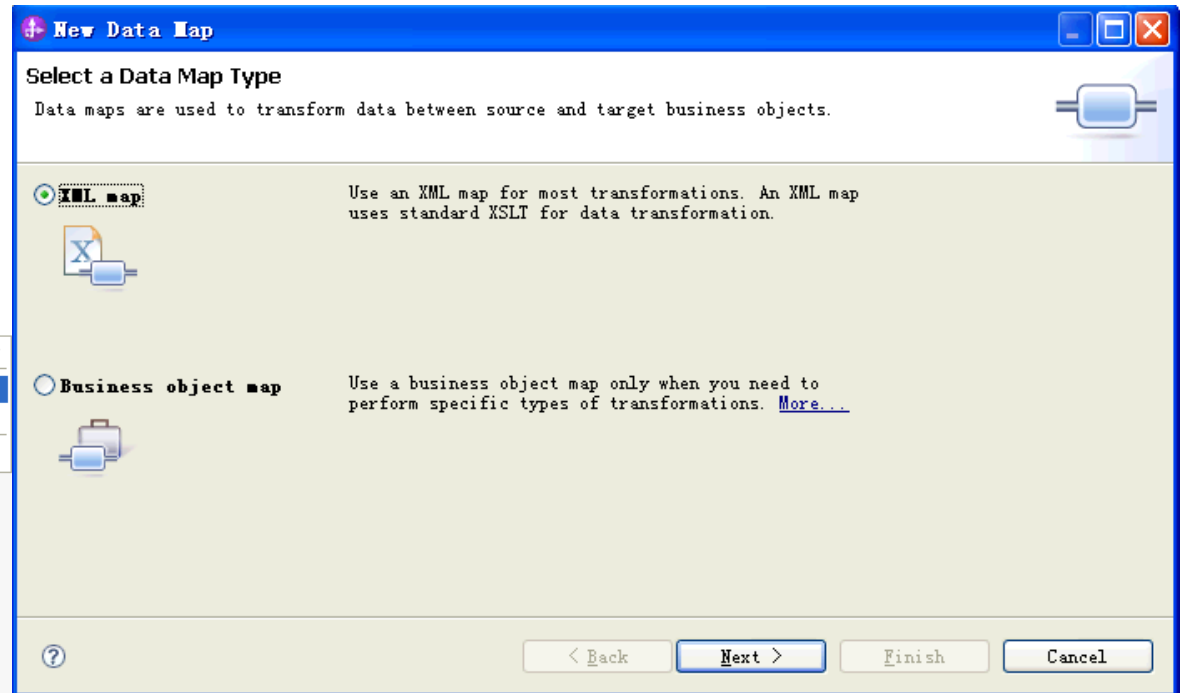 New Data Map
Select a Data Map Type
Data maps are used to transform data between source and target business objects.
XML map
Use an XML map for most transformations. An XML map
uses standard XSLT for data transformation.
X
Business object map
Use a business object map only when you need to
perform specific types of transformations. More...
?
< Back
Next >
Finish
Cancel